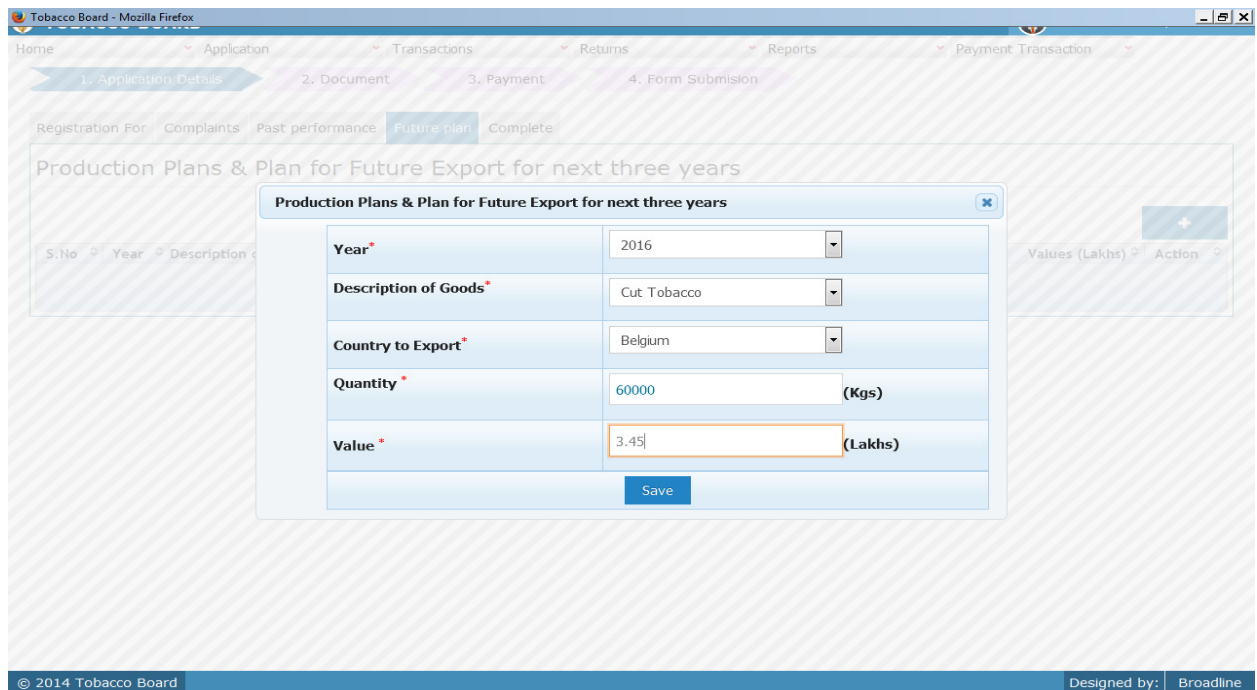 Tobacco Board - Mozilla Firefox
TOBACCO BOARD
Home Application Transactions Returns Reports Payment Transaction
1. Application Details 2. Document 3. Payment 4. Form Submision
Registration For Complaints Past performance Future plan Complete
Production Plans & Plan for Future Export for next three years
Production Plans & Plan for Future Export for next three years
S.No Year Description Values (Lakhs) Action
Year* 2016
Description of Goods* Cut Tobacco
Country to Export* Belgium
Quantity * 60000 (Kgs)
Value * 3.45 (Lakhs)
Save
© 2014 Tobacco Board Designed by: Broadline